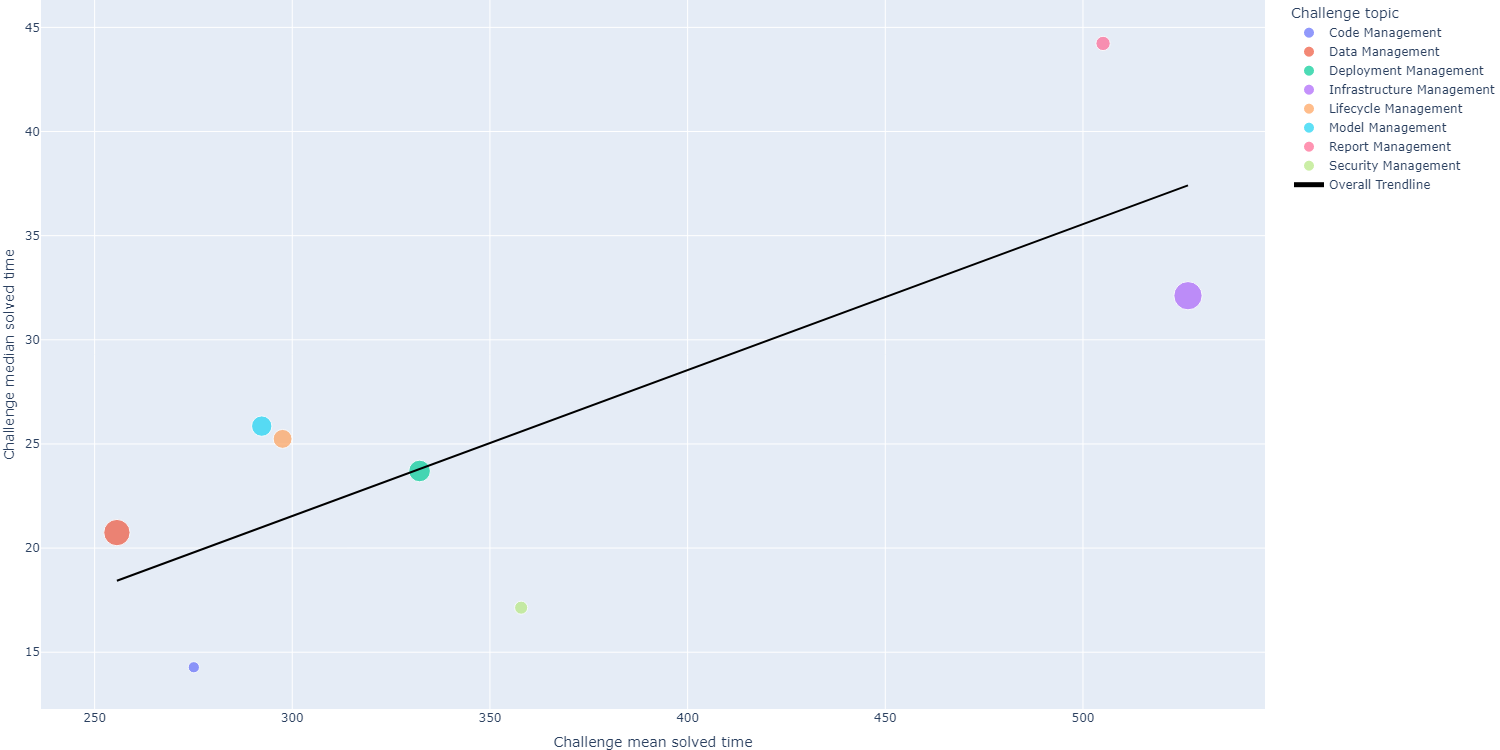 Challenge topic
Code Management
Data Management
Deployment Management
Infrastructure Management
Lifecycle Management
Model Management
Report Management
Security Management
Overall Trendline
Challenge median solved time
45
40
35
30
25
20
15
250 300 350 400 450 500
Challenge mean solved time